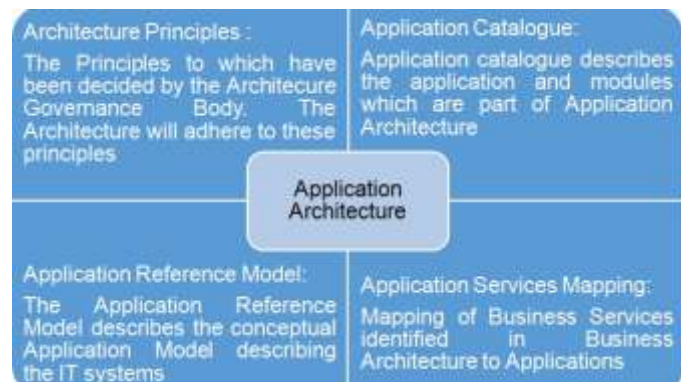 Architecture Principles :
The Principles to which have
been decided by the Architecure
Governance Body. The
Architecture will adhere to these
principles
Application Catalogue:
Application catalogue describes
the application and modules
which are part of Application
Architecture
Application
Architecture
Application Reference Model:
The Application Reference
Model describes the conceptual
Application Model describing
the IT systems
Application Services Mapping:
Mapping of Business Services
identified in Business
Architecture to Applications